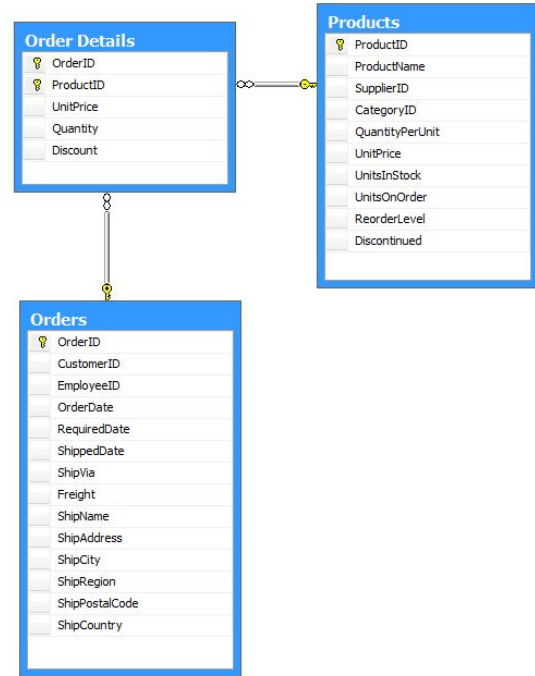 Order Details
OrderID
ProductID
UnitPrice
Quantity
Discount
Products
ProductID
ProductName
SupplierID
CategoryID
QuantityPerUnit
UnitPrice
UnitsInStock
UnitsOnOrder
ReorderLevel
Discontinued
Orders
OrderID
CustomerID
EmployeeID
OrderDate
RequiredDate
ShippedDate
ShipVia
Freight
ShipName
ShipAddress
ShipCity
ShipRegion
ShipPostalCode
ShipCountry